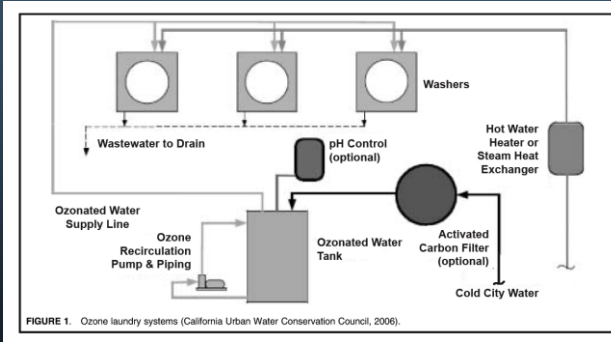 Washers
Wastewater to Drain
pH Control
(optional)
Hot Water
Heater or
Steam Heat
Exchanger
Ozonated Water
Supply Line
Ozone
Recirculation
Pump & Piping
Ozonated Water
Tank
Activated
Carbon Filter
(optional)
Cold City Water
FIGURE 1. Ozone laundry systems (California Urban Water Conservation Council, 2006).